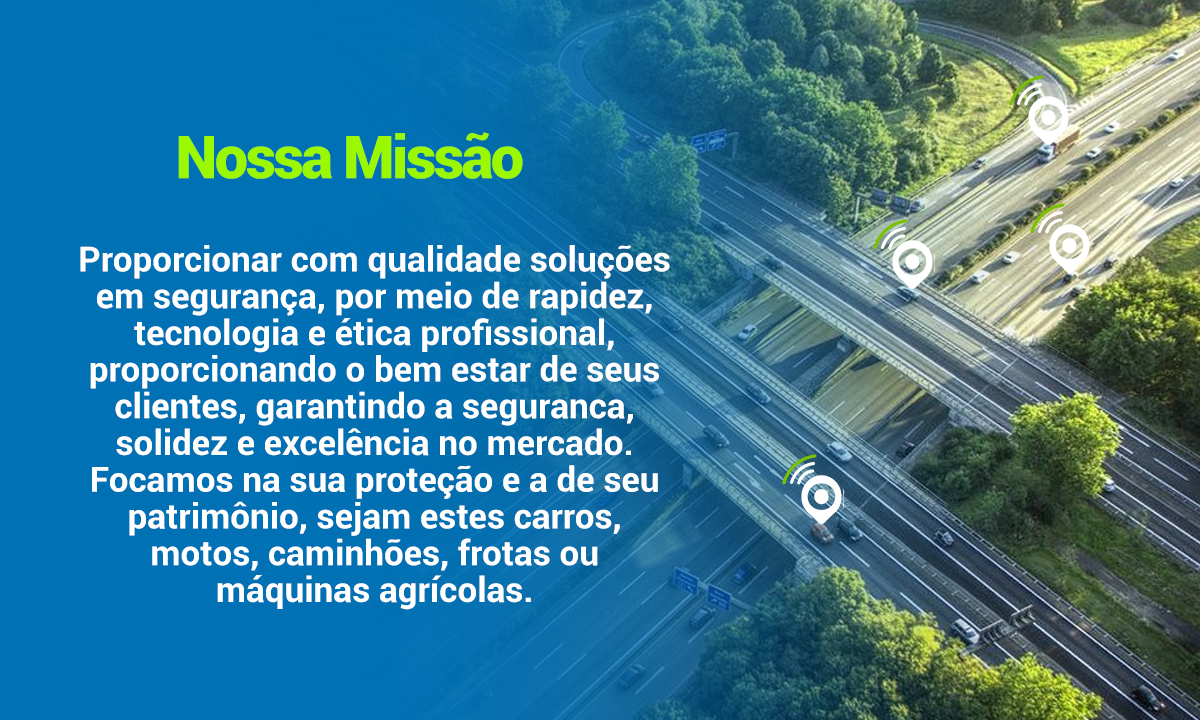 Nossa Missão
Proporcionar com qualidade soluções
em segurança, por meio de rapidez,
tecnologia e ética profissional,
proporcionando o bem estar de seus
clientes, garantindo a seguranca,
solidez e excelência no mercado.
Focamos na sua proteção e a de seu
patrimônio, sejam estes carros,
motos, caminhões, frotas ou
máquinas agrícolas.